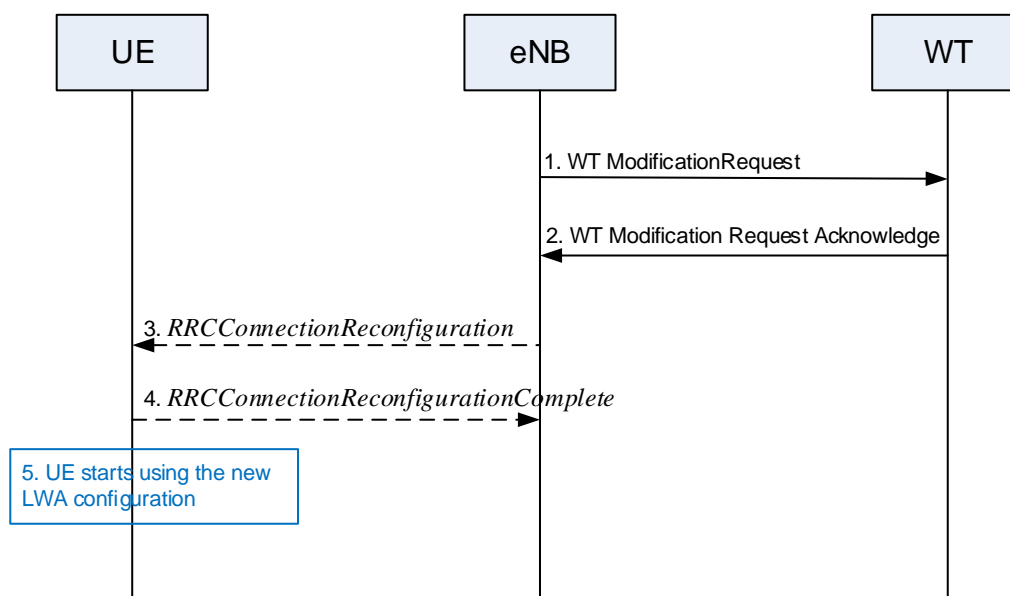 UE
eNB
WT
1. WT ModificationRequest
2. WT Modification Request Acknowledge
3. RRCConnectionReconfiguration
4. RRCConnectionReconfigurationComplete
5. UE starts using the new
LWA configuration